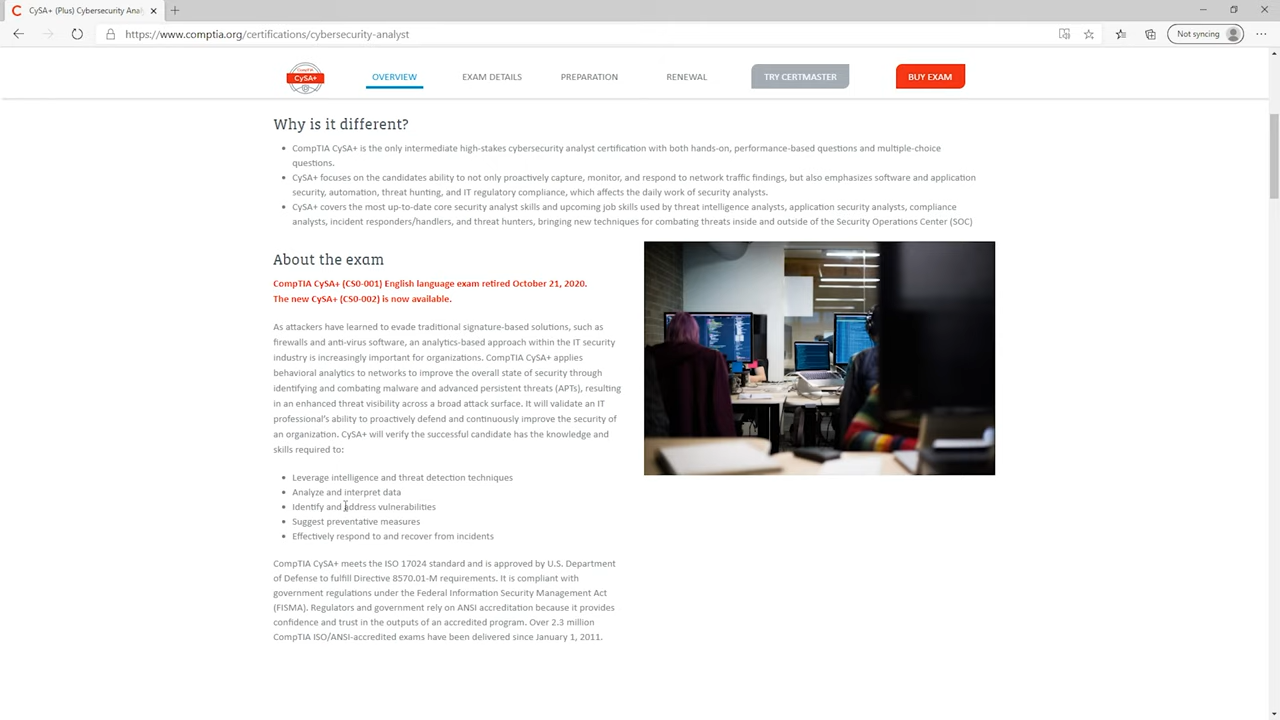 CySA+ (Plus) Cybersecurity Anal
https://www.comptia.org/certifications/cybersecurity-analyst
Not syncing
CompTIA
CySA+
OVERVIEW
EXAM DETAILS
PREPARATION
RENEWAL
TRY CERTMASTER
BUY EXAM
Why is it different?
CompTIA CySA+ is the only intermediate high-stakes cybersecurity analyst certification with both hands-on, performance-based questions and multiple-choice
questions.
CySA+ focuses on the candidates ability to not only proactively capture, monitor, and respond to network traffic findings, but also emphasizes software and application
security, automation, threat hunting, and IT regulatory compliance, which affects the daily work of security analysts.
CySA+ covers the most up-to-date core security analyst skills and upcoming job skills used by threat intelligence analysts, application security analysts, compliance
analysts, incident responders/handlers, and threat hunters, bringing new techniques for combating threats inside and outside of the Security Operations Center (SOC)
About the exam
CompTIA CySA+ (CS0-001) English language exam retired October 21, 2020.
The new CySA+ (CS0-002) is now available.
As attackers have learned to evade traditional signature-based solutions, such as
firewalls and anti-virus software, an analytics-based approach within the IT security
industry is increasingly important for organizations. CompTIA CySA+ applies
behavioral analytics to networks to improve the overall state of security through
identifying and combating malware and advanced persistent threats (APTs), resulting
in an enhanced threat visibility across a broad attack surface. It will validate an IT
professional's ability to proactively defend and continuously improve the security of
an organization. CySA+ will verify the successful candidate has the knowledge and
skills required to:
Leverage intelligence and threat detection techniques
Analyze and interpret data
Identify and address vulnerabilities
Suggest preventative measures
Effectively respond to and recover from incidents
CompTIA CySA+ meets the ISO 17024 standard and is approved by U.S. Department
of Defense to fulfill Directive 8570.01-M requirements. It is compliant with
government regulations under the Federal Information Security Management Act
(FISMA). Regulators and government rely on ANSI accreditation because it provides
confidence and trust in the outputs of an accredited program. Over 2.3 million
CompTIA ISO/ANSI-accredited exams have been delivered since January 1, 2011.